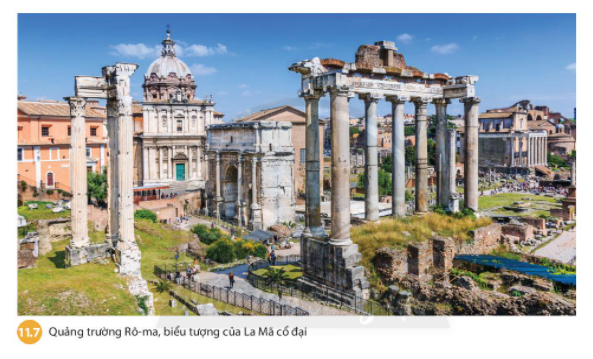 11.7 Quảng trường Rô-ma, biểu tượng của La Mã cổ đại